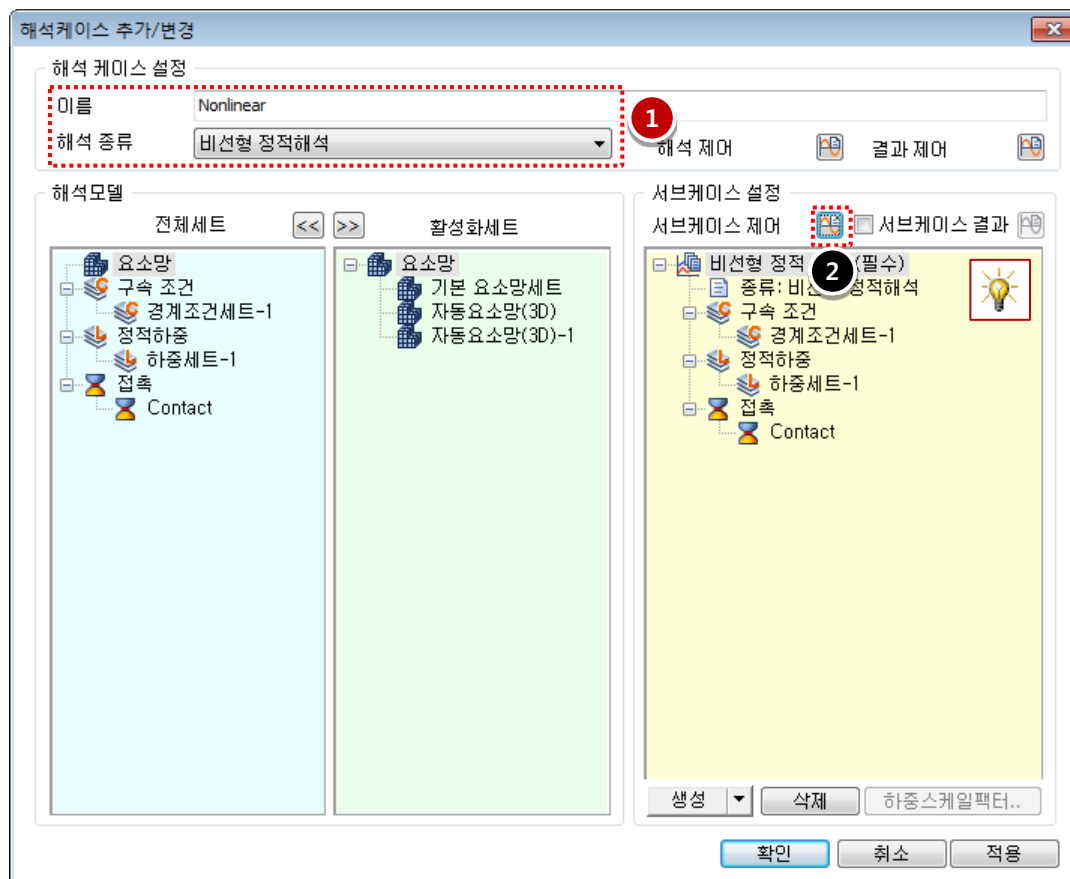 해석케이스 추가/변경
해석 케이스 설정
이름 Nonlinear
1
해석 종류 비선형 정적해석 해석 제어 결과 제어
해석모델
전체세트 << >> 활성화세트
요소망
구속 조건
경계조건세트-1
정적하중
하중세트-1
접촉
Contact
요소망
기본 요소망세트
자동요소망(3D)
자동요소망(3D)-1
서브케이스 설정
서브케이스 제어 서브케이스 결과
2
비선형 정적 (필수)
종류: 비선 정적해석
구속 조건
경계조건세트-1
정적하중
하중세트-1
접촉
Contact
생성 삭제 하중스케일팩터..
확인 취소 적용